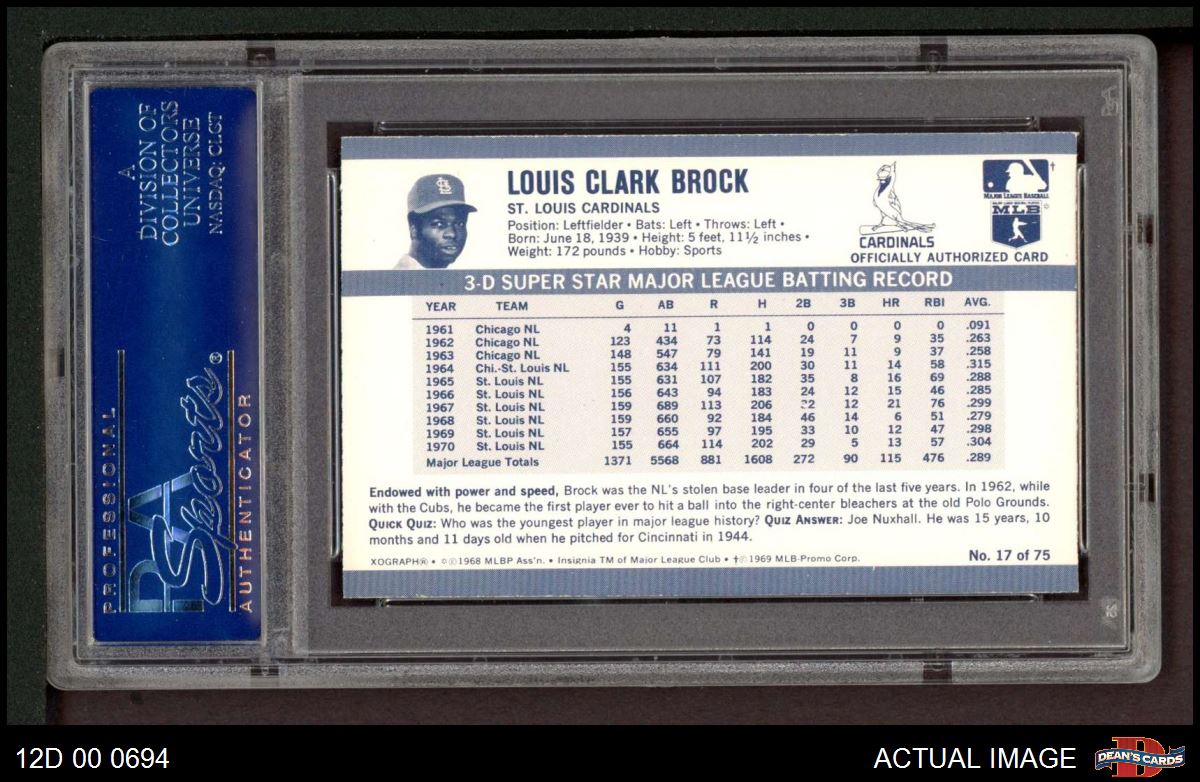 A
DIVISION OF
COLLECTORS
UNIVERSE
NASDAQ: CLCT
PROFESSIONAL
PSA
Sports®
AUTHENTICATOR
LOUIS CLARK BROCK
ST. LOUIS CARDINALS
Position: Leftfielder • Bats: Left • Throws: Left •
Born: June 18, 1939 • Height: 5 feet, 11½ inches •
Weight: 172 pounds • Hobby: Sports
CARDINALS
MAJOR LEAGUE BASEBALL
†
MLB
OFFICIALLY AUTHORIZED CARD
3-D SUPER STAR MAJOR LEAGUE BATTING RECORD
YEAR TEAM G AB R H 2B 3B HR RBI AVG.
1961 Chicago NL 4 11 1 1 0 0 0 0 .091
1962 Chicago NL 123 434 73 114 24 7 9 35 .263
1963 Chicago NL 148 547 79 141 19 11 9 37 .258
1964 Chi.-St. Louis NL 155 634 111 200 30 11 14 58 .315
1965 St. Louis NL 155 631 107 182 35 8 16 69 .288
1966 St. Louis NL 156 643 94 183 24 12 15 46 .285
1967 St. Louis NL 159 689 113 206 32 12 21 76 .299
1968 St. Louis NL 159 660 92 184 46 14 6 51 .279
1969 St. Louis NL 157 655 97 195 33 10 12 47 .298
1970 St. Louis NL 155 664 114 202 29 5 13 57 .304
Major League Totals 1371 5568 881 1608 272 90 115 476 .289
Endowed with power and speed, Brock was the NL's stolen base leader in four of the last five years. In 1962, while
with the Cubs, he became the first player ever to hit a ball into the right-center bleachers at the old Polo Grounds.
QUICK QUIZ: Who was the youngest player in major league history? QUIZ ANSWER: Joe Nuxhall. He was 15 years, 10
months and 11 days old when he pitched for Cincinnati in 1944.
XOGRAPH® • ©1968 MLBP Ass'n. • Insignia TM of Major League Club • †©1969 MLB-Promo Corp.
No. 17 of 75
12D 00 0694
ACTUAL IMAGE
D
DEAN'S CARDS